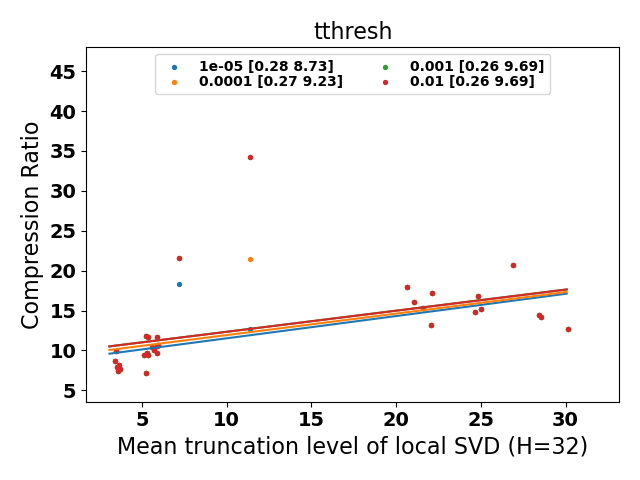 tthresh
1e-05 [0.28 8.73]
0.0001 [0.27 9.23]
0.001 [0.26 9.69]
0.01 [0.26 9.69]
Compression Ratio
45
40
35
30
25
20
15
10
5
5 10 15 20 25 30
Mean truncation level of local SVD (H=32)